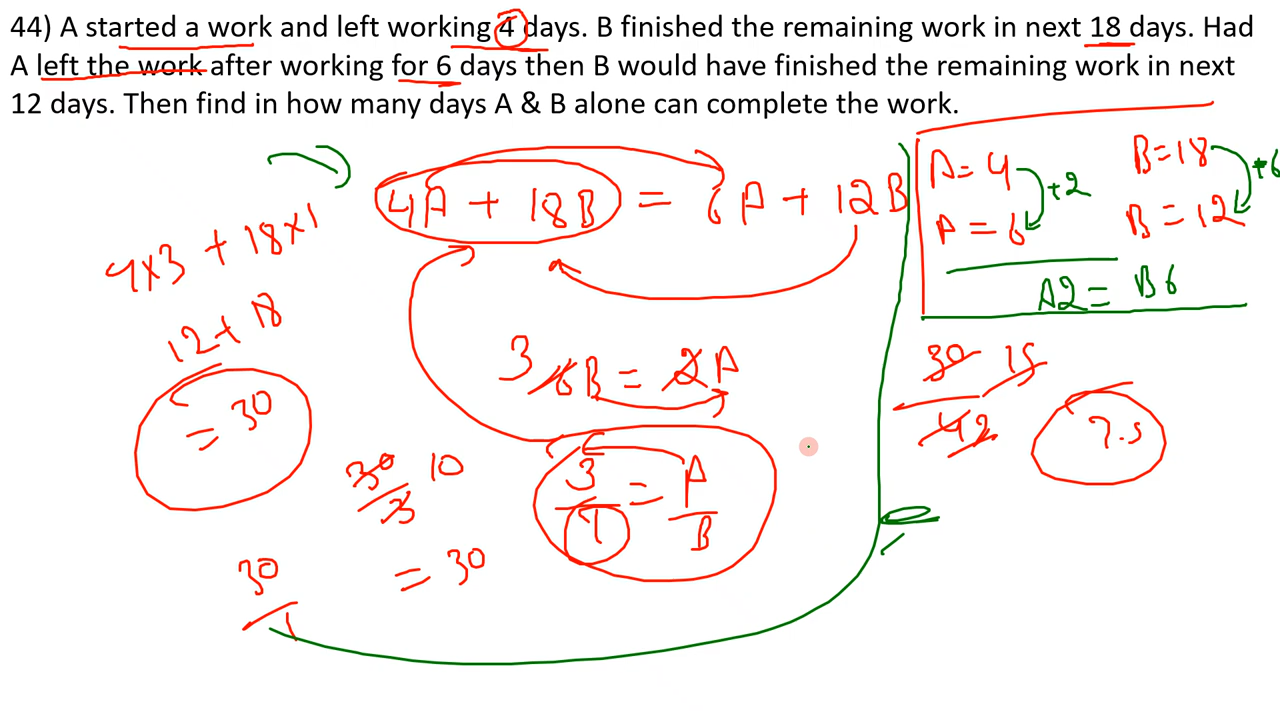 44) A started a work and left working 4 days. B finished the remaining work in next 18 days. Had
A left the work after working for 6 days then B would have finished the remaining work in next
12 days. Then find in how many days A & B alone can complete the work.
4A + 18B = 6A + 12B
4x3 + 18x1
12 + 18
= 30
3 6B = 2A
3/1 = A/B
30/3 10
= 30
30/1
A = 4 +2 B = 18 +6
A = 6 B = 12
A2 = B6
30 15
42
7.5